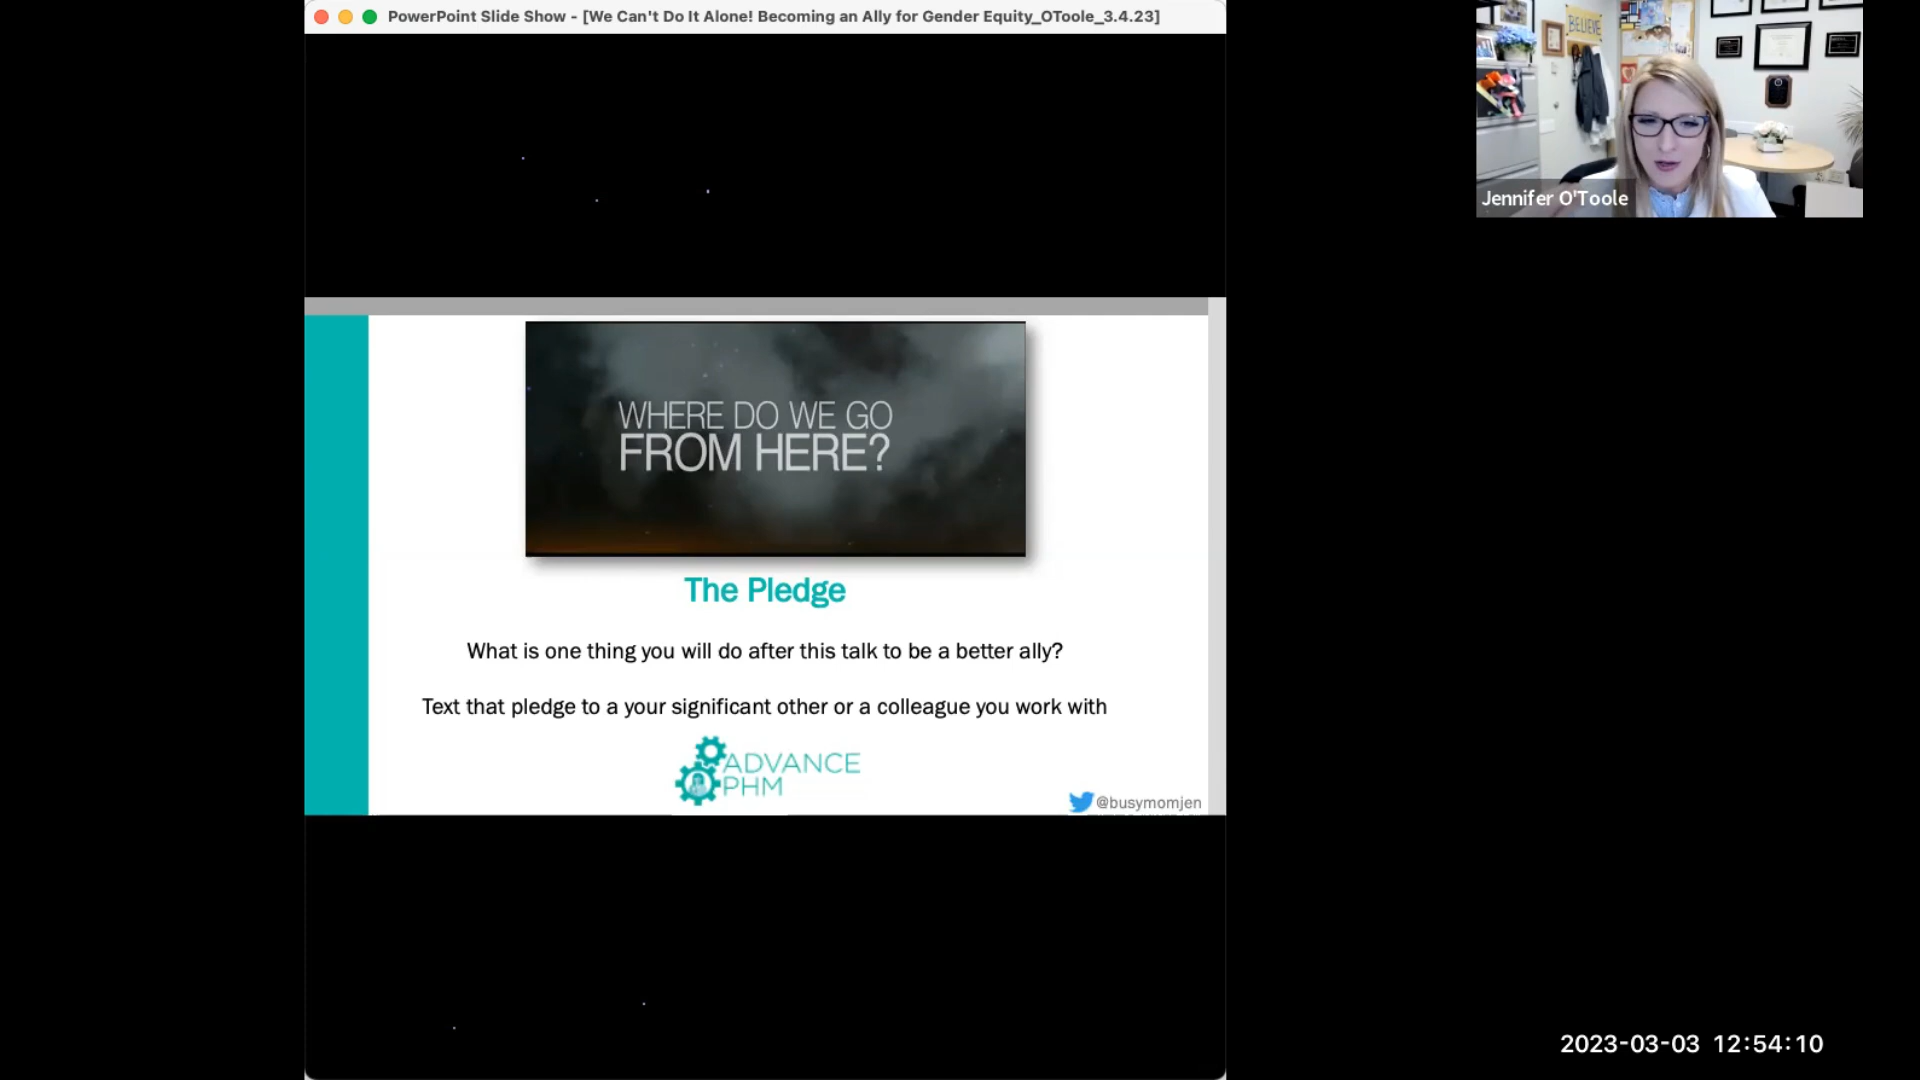 PowerPoint Slide Show - [We Can't Do It Alone! Becoming an Ally for Gender Equity_OToole_3.4.23]
BELIEVE
Jennifer O'Toole
WHERE DO WE GO
FROM HERE?
The Pledge
What is one thing you will do after this talk to be a better ally?
Text that pledge to a your significant other or a colleague you work with
ADVANCE
PHM
@busymomjen
2023-03-03 12:54:10